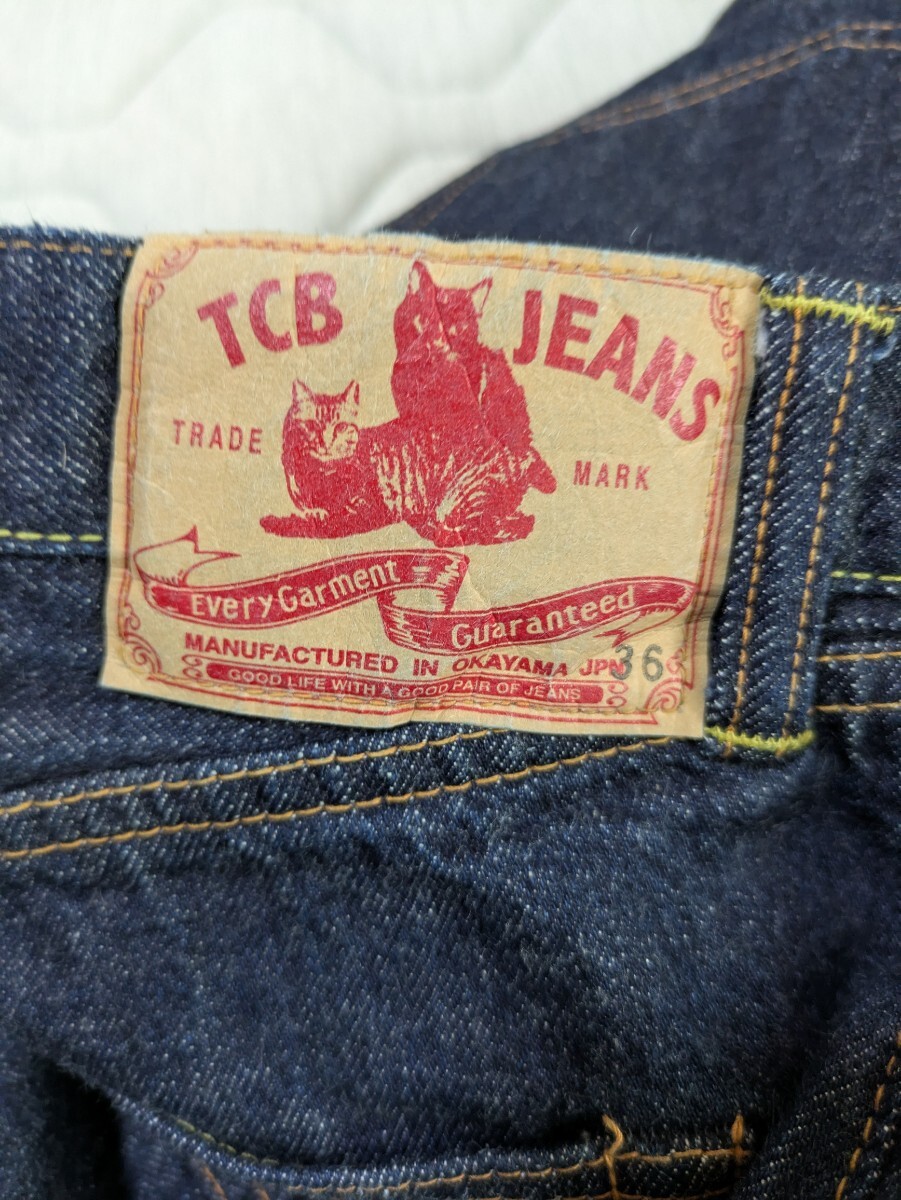 TCB JEANS
TRADE MARK
Every Garment
Guaranteed
MANUFACTURED IN OKAYAMA JPN 36
GOOD LIFE WITH A GOOD PAIR OF JEANS